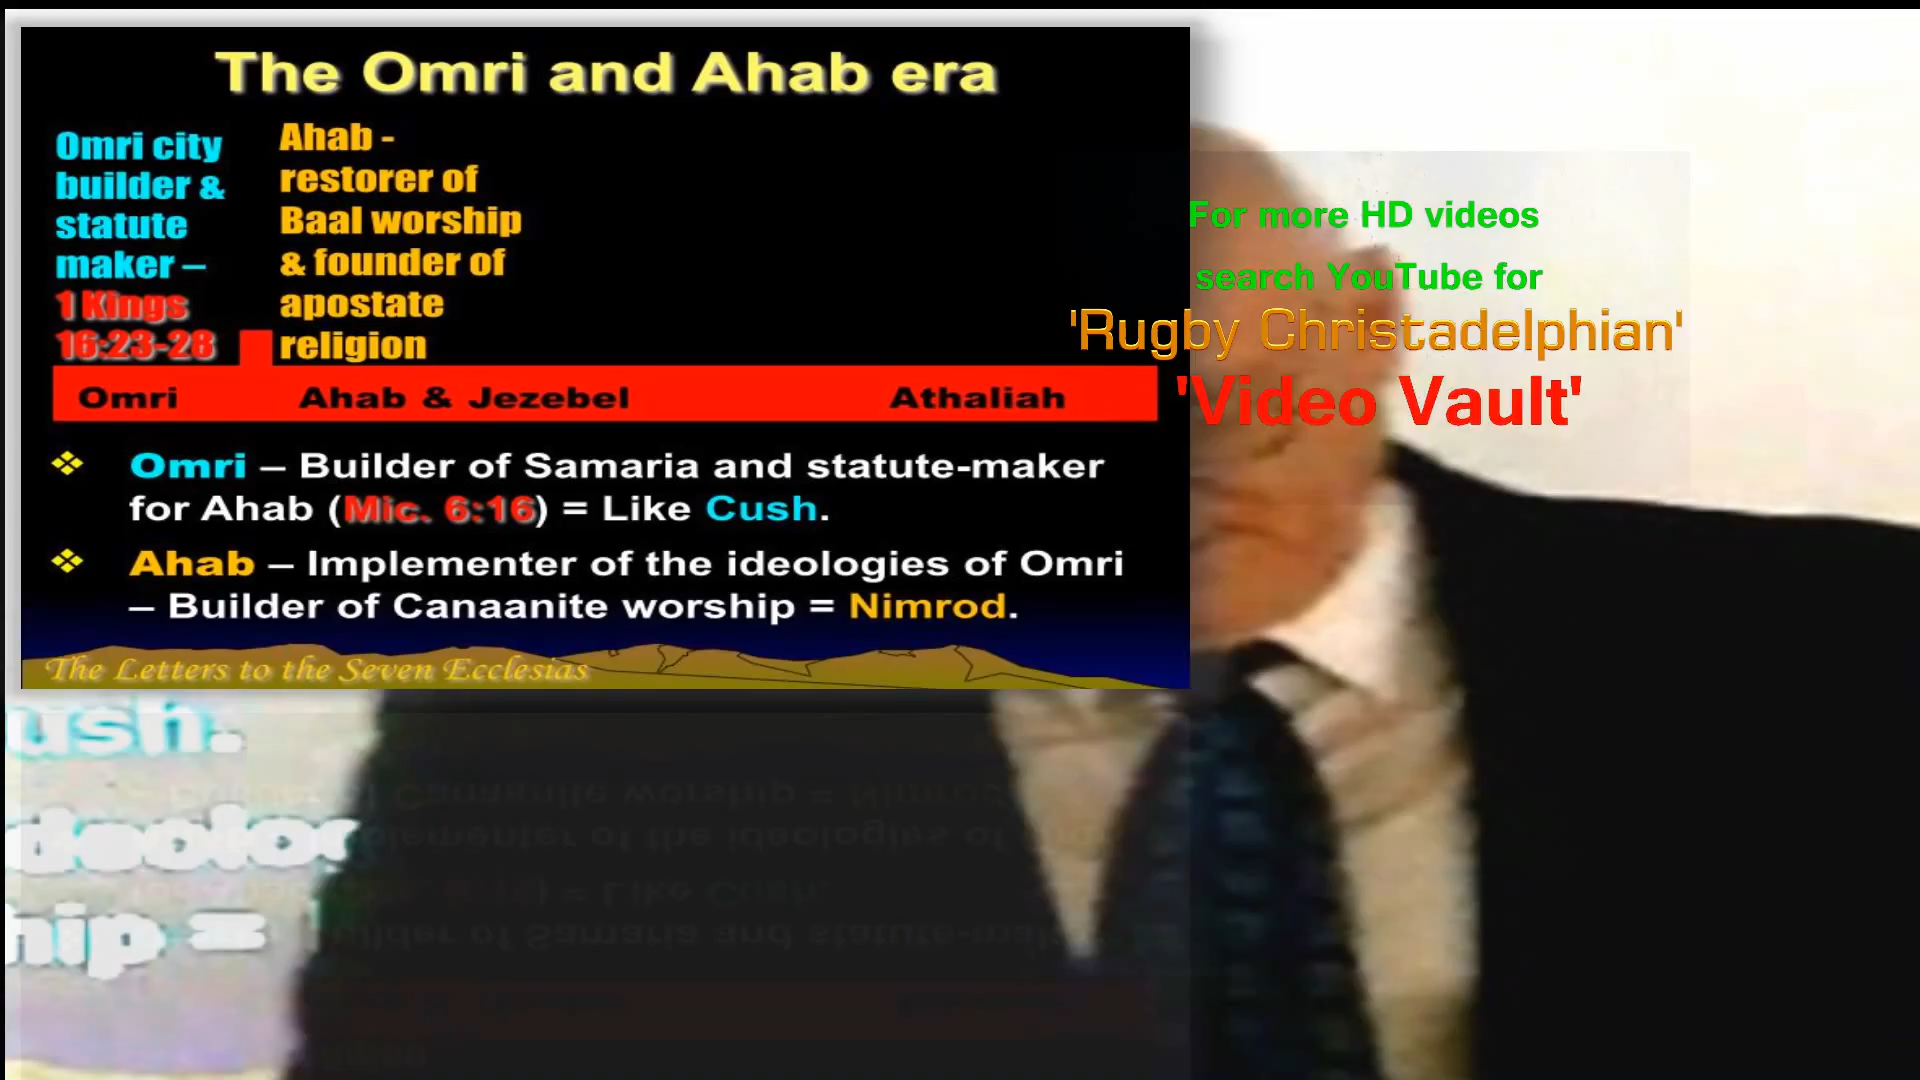 The Omri and Ahab era
Omri city
builder &
statute
maker –
1 Kings
16:23-28
Ahab -
restorer of
Baal worship
& founder of
apostate
religion
Omri Ahab & Jezebel Athaliah
❖ Omri – Builder of Samaria and statute-maker
for Ahab (Mic. 6:16) = Like Cush.
❖ Ahab – Implementer of the ideologies of Omri
– Builder of Canaanite worship = Nimrod.
The Letters to the Seven Ecclesias
For more HD videos
search YouTube for
'Rugby Christadelphian'
'Video Vault'
ush.
deolog
hip =